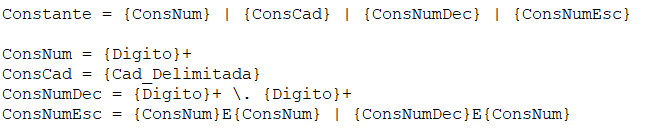 Constante = {ConsNum} | {ConsCad} | {ConsNumDec} | {ConsNumEsc}
ConsNum = {Digito}+
ConsCad = {Cad_Delimitada}
ConsNumDec = {Digito}+ \. {Digito}+
ConsNumEsc = {ConsNum}E{ConsNum} | {ConsNumDec}E{ConsNum}